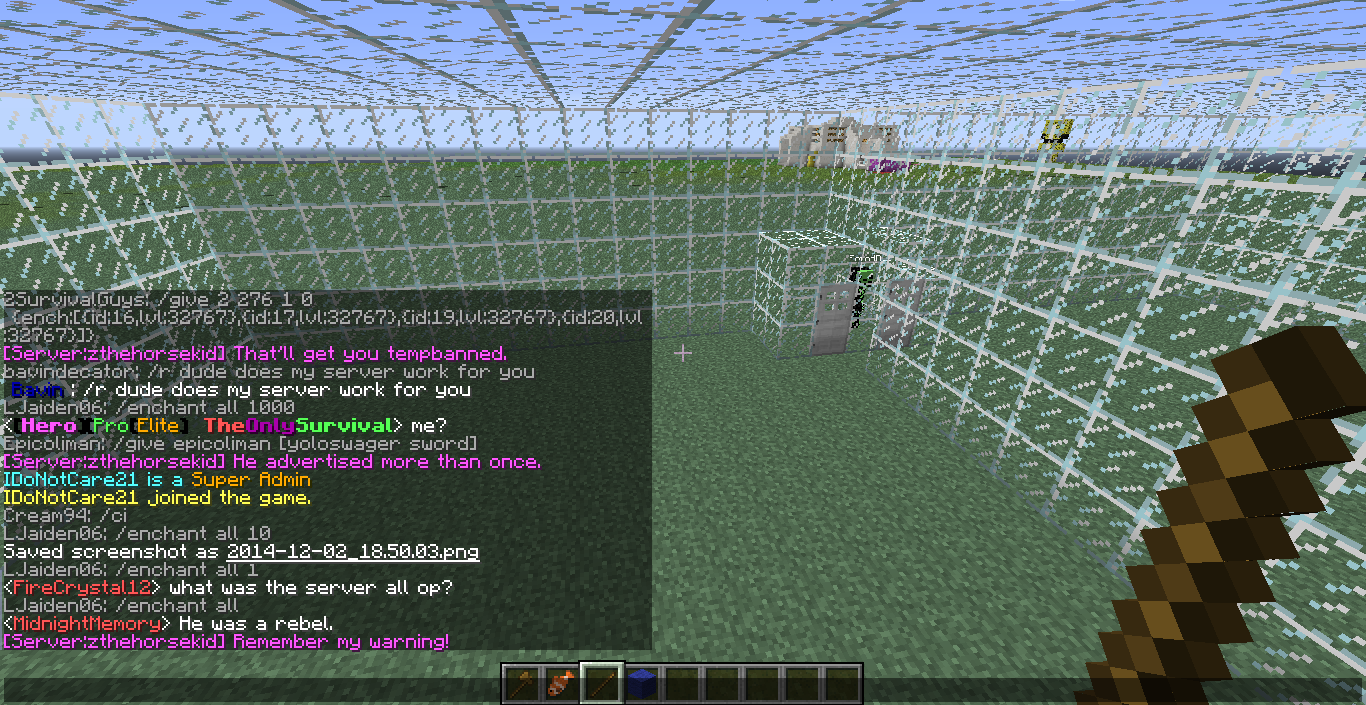 2SurvivalGuys: /give 2 276 1 0
{ench:[{id:16,lvl:32767},{id:17,lvl:32767},{id:19,lvl:32767},{id:20,lvl
:32767}]}
[Server:zthehorsekid] That'll get you tempbanned.
bavindecator: /r dude does my server work for you
Bavin : /r dude does my server work for you
LJaiden06: /enchant all 1000
<[Hero][Pro[Elite] TheOnlySurvival> me?
Epicoliman: /give epicoliman [yoloswager sword]
[Server:zthehorsekid] He advertised more than once.
IDoNotCare21 is a Super Admin
IDoNotCare21 joined the game.
Cream94: /ci
LJaiden06: /enchant all 10
Saved screenshot as 2014-12-02_18.50.03.png
LJaiden06: /enchant all 1
<FireCrystal12> what was the server all op?
LJaiden06: /enchant all
<MidnightMemory> He was a rebel.
[Server:zthehorsekid] Remember my warning!